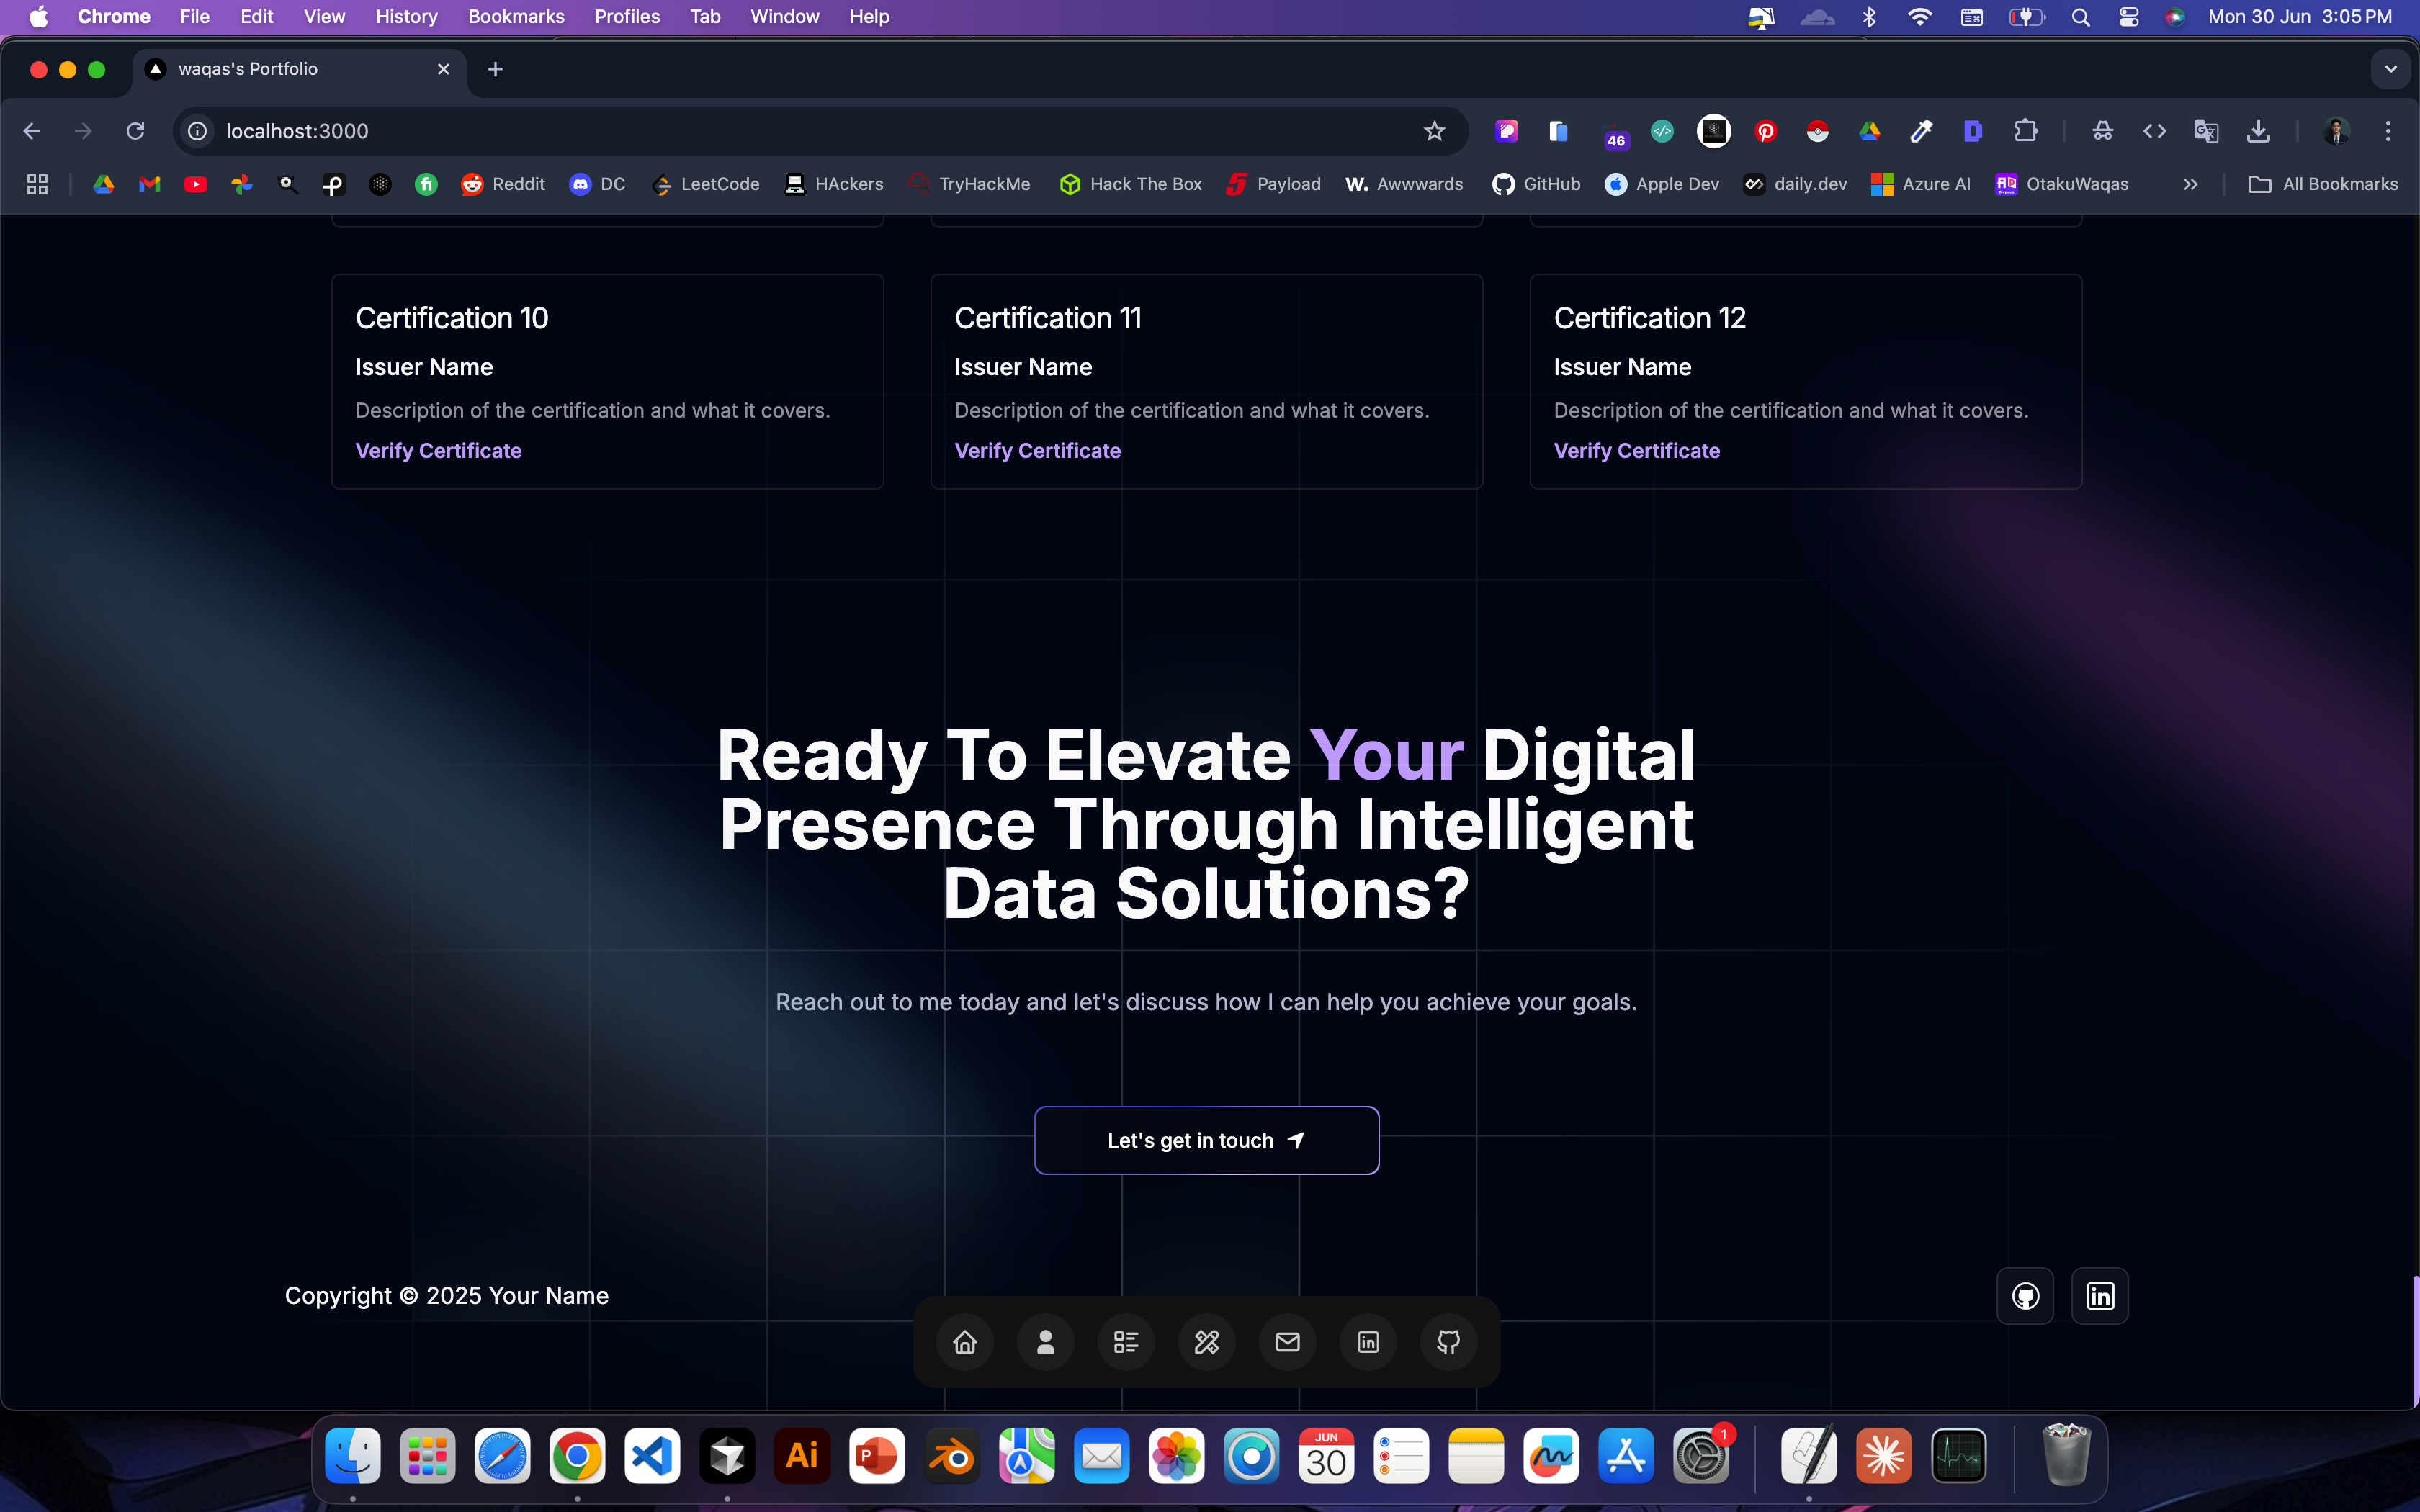 Chrome File Edit View History Bookmarks Profiles Tab Window Help Mon 30 Jun 3:05 PM
waqas's Portfolio
localhost:3000
46
Reddit DC LeetCode HAckers TryHackMe Hack The Box Payload W. Awwwards GitHub Apple Dev daily.dev Azure AI OtakuWaqas All Bookmarks
Certification 10
Issuer Name
Description of the certification and what it covers.
Verify Certificate
Certification 11
Issuer Name
Description of the certification and what it covers.
Verify Certificate
Certification 12
Issuer Name
Description of the certification and what it covers.
Verify Certificate
Ready To Elevate Your Digital
Presence Through Intelligent
Data Solutions?
Reach out to me today and let's discuss how I can help you achieve your goals.
Let's get in touch
Copyright © 2025 Your Name
in
in
Ai
P
JUN
30
1